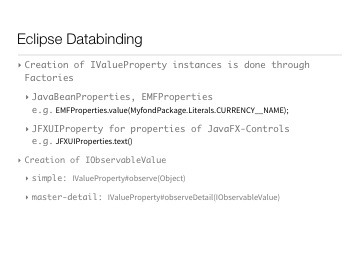 Eclipse Databinding
‣ Creation of IValueProperty instances is done through
Factories
‣ JavaBeanProperties, EMFProperties
e.g. EMFProperties.value(MyfondPackage.Literals.CURRENCY__NAME);
‣ JFXUIProperty for properties of JavaFX-Controls
e.g. JFXUIProperties.text()
‣ Creation of IObservableValue
‣ simple: IValueProperty#observe(Object)
‣ master-detail: IValueProperty#observeDetail(IObservableValue)